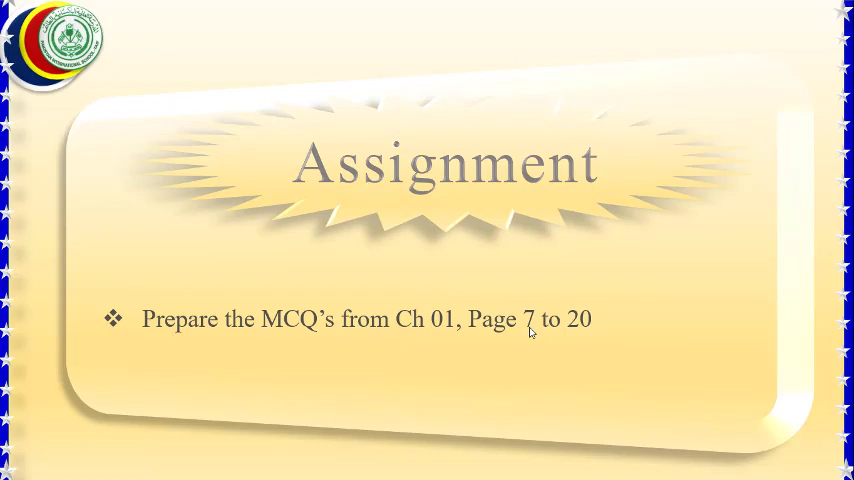 Assignment
❖ Prepare the MCQ’s from Ch 01, Page 7 to 20